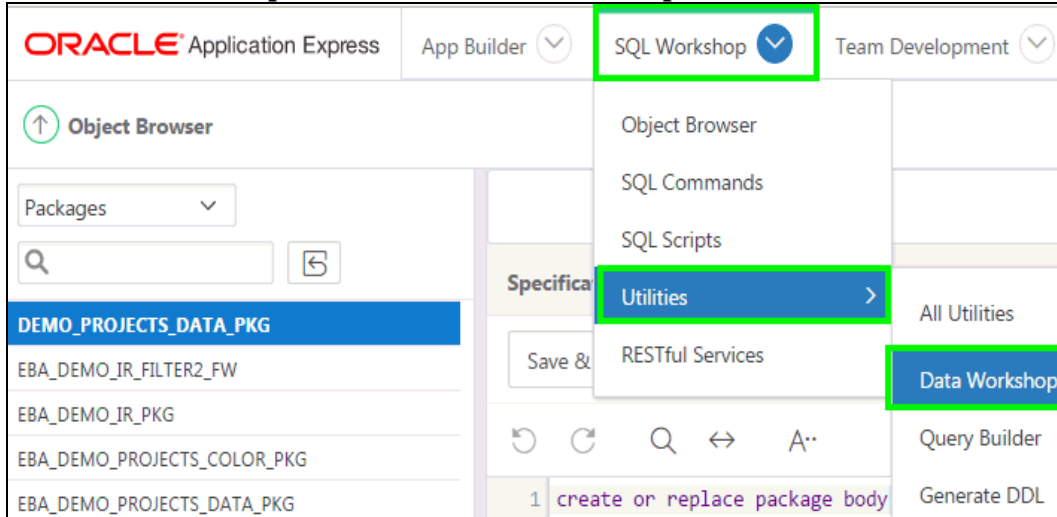 ORACLE Application Express App Builder SQL Workshop Team Development
Object Browser
Object Browser
SQL Commands
Packages
SQL Scripts
Specifica
Utilities
All Utilities
DEMO_PROJECTS_DATA_PKG
Save &
RESTful Services
EBA_DEMO_IR_FILTER2_FW
Data Workshop
EBA_DEMO_IR_PKG
A··
Query Builder
EBA_DEMO_PROJECTS_COLOR_PKG
EBA_DEMO_PROJECTS_DATA_PKG
1 create or replace package body
Generate DDL